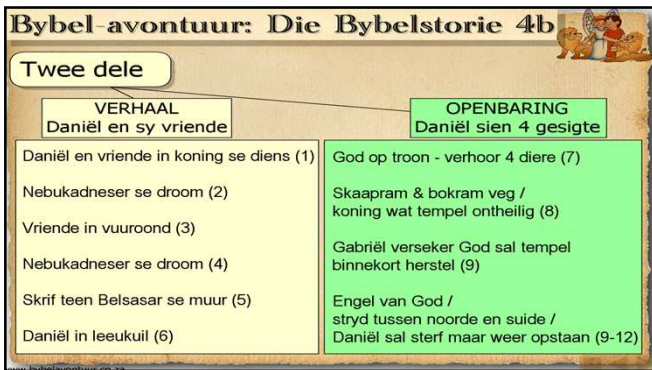 Bybel-avontuur: Die Bybelstorie 4b
Twee dele
VERHAAL
Daniël en sy vriende
Daniël en vriende in koning se diens (1)
Nebukadneser se droom (2)
Vriende in vuuroond (3)
Nebukadneser se droom (4)
Skrif teen Belsasar se muur (5)
Daniël in leeukuil (6)
OPENBARING
Daniël sien 4 gesigte
God op troon - verhoor 4 diere (7)
Skaapram & bokram veg /
koning wat tempel ontheilig (8)
Gabriël verseker God sal tempel
binnekort herstel (9)
Engel van God /
stryd tussen noorde en suide /
Daniël sal sterf maar weer opstaan (9-12)
www.bybelavontuur.co.za